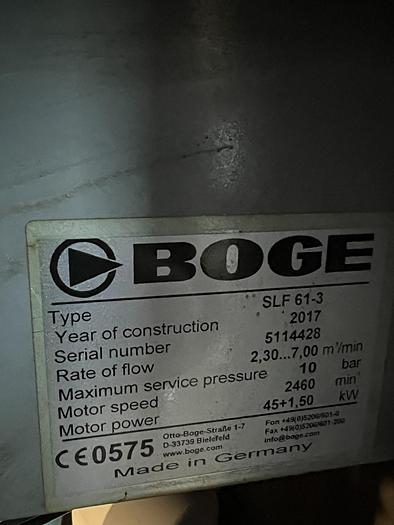 BOGE
Type SLF 61-3
Year of construction 2017
Serial number 5114428
Rate of flow 2,30...7,00 m³/min
Maximum service pressure 10 bar
Motor speed 2460 min
Motor power 45+1,50 kW
CE0575 Otto-Boge-Straße 1-7 Fon +49(0)5206/601-0
D-33739 Bielefeld Fax +49(0)5206/601-200
www.boge.com info@boge.com
Made in Germany